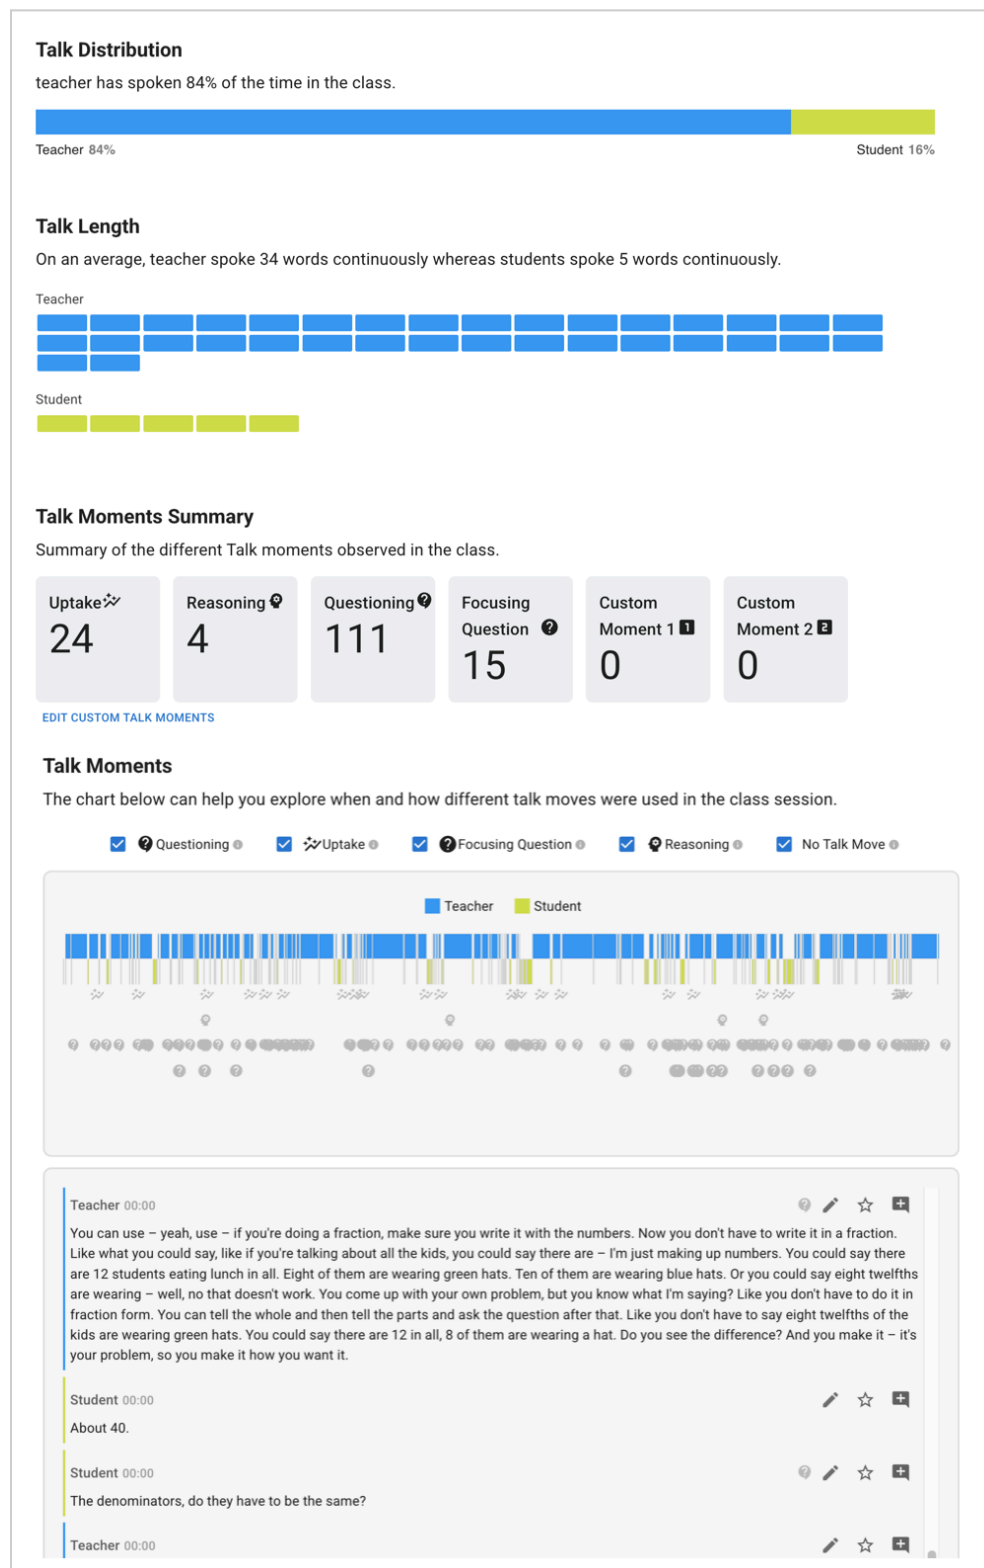 Talk Distribution
teacher has spoken 84% of the time in the class.
Teacher 84%
Student 16%
Talk Length
On an average, teacher spoke 34 words continuously whereas students spoke 5 words continuously.
Teacher
Student
Talk Moments Summary
Summary of the different Talk moments observed in the class.
Uptake
24
Reasoning
4
Questioning
111
Focusing
Question
15
Custom
Moment 1
0
Custom
Moment 2
0
EDIT CUSTOM TALK MOMENTS
Talk Moments
The chart below can help you explore when and how different talk moves were used in the class session.
Questioning
Uptake
Focusing Question
Reasoning
No Talk Move
Teacher
Student
Teacher 00:00
You can use – yeah, use – if you're doing a fraction, make sure you write it with the numbers. Now you don't have to write it in a fraction.
Like what you could say, like if you're talking about all the kids, you could say there are – I'm just making up numbers. You could say there
are 12 students eating lunch in all. Eight of them are wearing green hats. Ten of them are wearing blue hats. Or you could say eight twelfths
are wearing – well, no that doesn't work. You come up with your own problem, but you know what I'm saying? Like you don't have to do it in
fraction form. You can tell the whole and then tell the parts and ask the question after that. Like you don't have to say eight twelfths of the
kids are wearing green hats. You could say there are 12 in all, 8 of them are wearing a hat. Do you see the difference? And you make it – it's
your problem, so you make it how you want it.
Student 00:00
About 40.
Student 00:00
The denominators, do they have to be the same?
Teacher 00:00